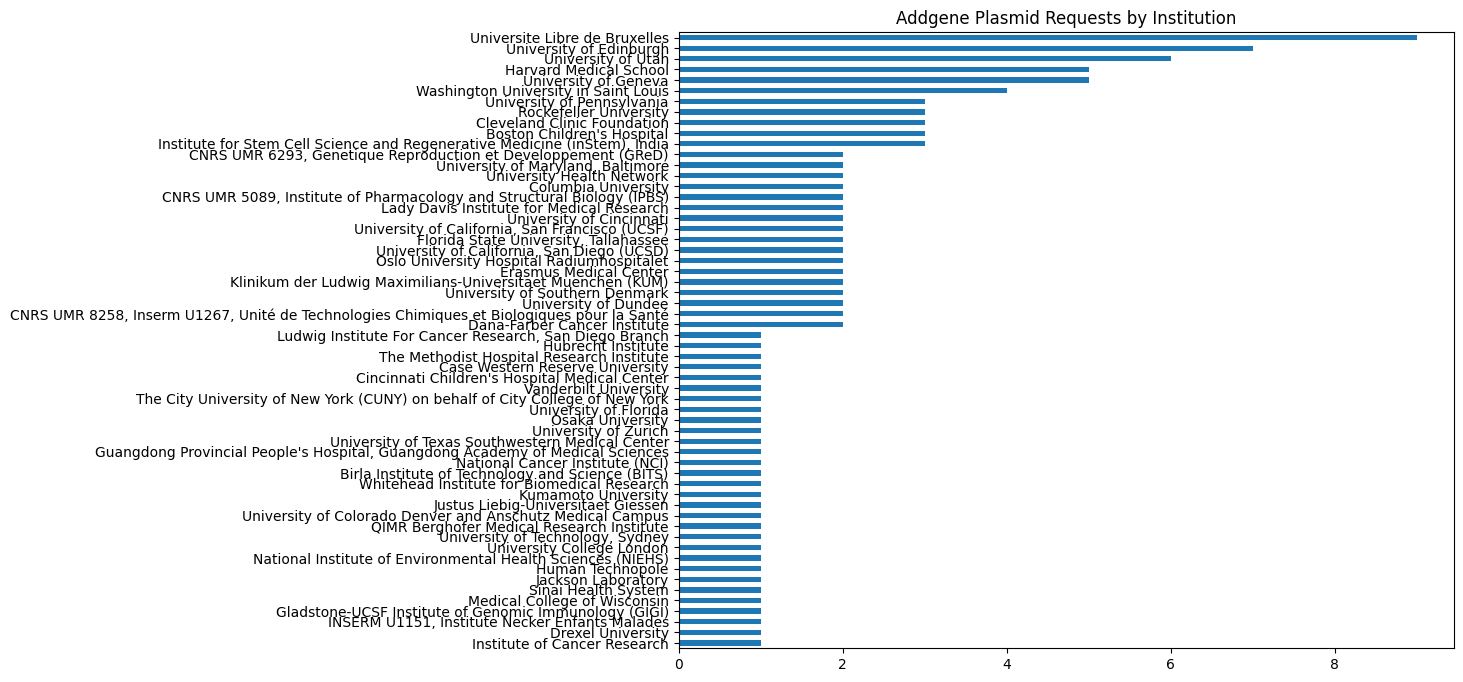 Addgene Plasmid Requests by Institution
Universite Libre de Bruxelles
University of Edinburgh
University of Utah
Harvard Medical School
University of Geneva
Washington University in Saint Louis
University of Pennsylvania
Rockefeller University
Cleveland Clinic Foundation
Boston Children's Hospital
Institute for Stem Cell Science and Regenerative Medicine (inStem), India
CNRS UMR 6293, Genetique Reproduction et Developpement (GReD)
University of Maryland, Baltimore
University Health Network
Columbia University
CNRS UMR 5089, Institute of Pharmacology and Structural Biology (IPBS)
Lady Davis Institute for Medical Research
University of Cincinnati
University of California, San Francisco (UCSF)
Florida State University, Tallahassee
University of California, San Diego (UCSD)
Oslo University Hospital Radiumhospitalet
Erasmus Medical Center
Klinikum der Ludwig Maximilians-Universitaet Muenchen (KUM)
University of Southern Denmark
University of Dundee
CNRS UMR 8258, Inserm U1267, Unité de Technologies Chimiques et Biologiques pour la Santé
Dana-Farber Cancer Institute
Ludwig Institute For Cancer Research, San Diego Branch
Hubrecht Institute
The Methodist Hospital Research Institute
Case Western Reserve University
Cincinnati Children's Hospital Medical Center
Vanderbilt University
The City University of New York (CUNY) on behalf of City College of New York
University of Florida
Osaka University
University of Zurich
University of Texas Southwestern Medical Center
Guangdong Provincial People's Hospital, Guangdong Academy of Medical Sciences
National Cancer Institute (NCI)
Birla Institute of Technology and Science (BITS)
Whitehead Institute for Biomedical Research
Kumamoto University
Justus Liebig-Universitaet Giessen
University of Colorado Denver and Anschutz Medical Campus
QIMR Berghofer Medical Research Institute
University of Technology, Sydney
University College London
National Institute of Environmental Health Sciences (NIEHS)
Human Technopole
Jackson Laboratory
Sinai Health System
Medical College of Wisconsin
Gladstone-UCSF Institute of Genomic Immunology (GIGI)
INSERM U1151, Institute Necker Enfants Malades
Drexel University
Institute of Cancer Research
0 2 4 6 8